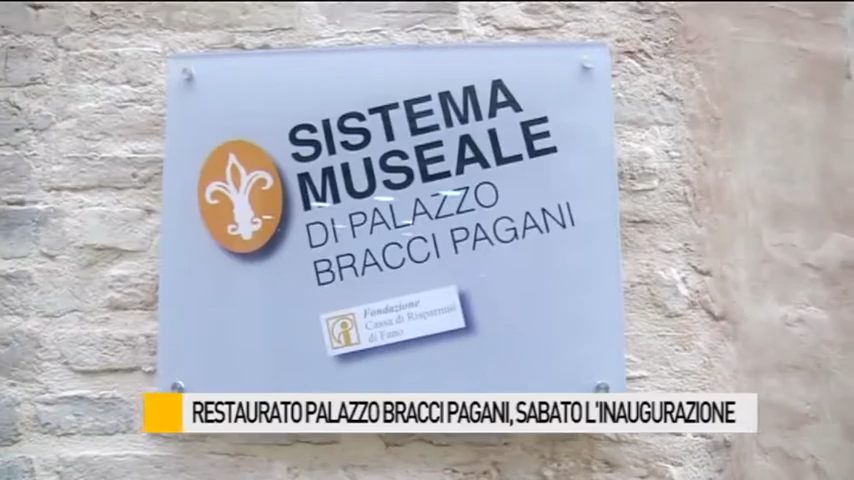 SISTEMA
MUSEALE
DI PALAZZO
BRACCI PAGANI
Fondazione
Cassa di Risparmio
di Fano
RESTAURATO PALAZZO BRACCI PAGANI, SABATO L'INAUGURAZIONE